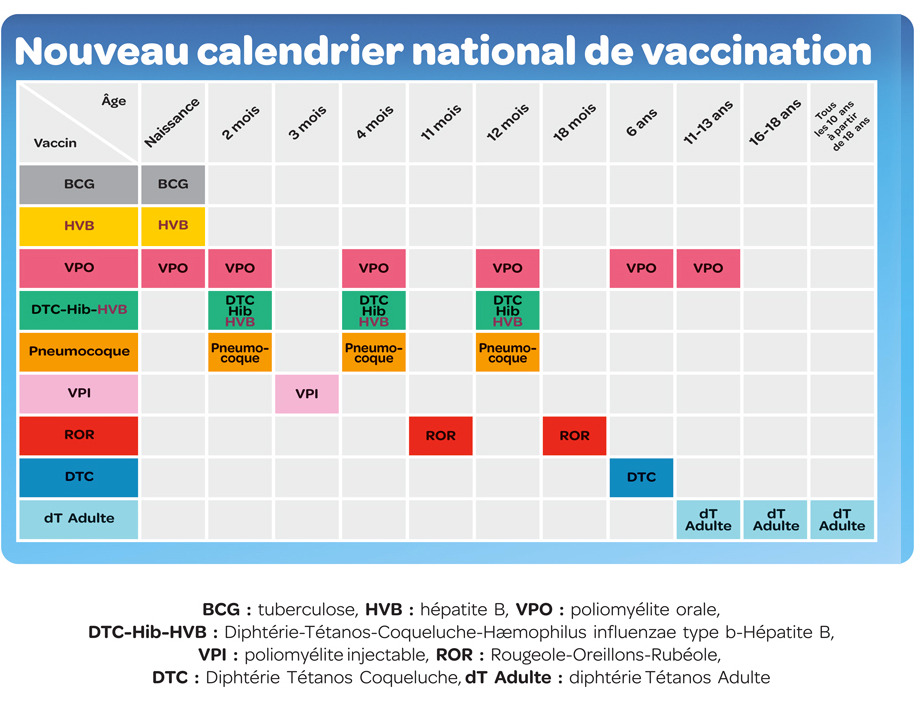 Nouveau calendrier national de vaccination
Âge
Vaccin
Naissance
2 mois
3 mois
4 mois
11 mois
12 mois
18 mois
6 ans
11-13 ans
16-18 ans
Tous
les 10 ans
à partir
de 18 ans
BCG BCG
HVB HVB
VPO VPO VPO VPO VPO VPO VPO
DTC-Hib-HVB
DTC DTC DTC
Hib Hib Hib
HVB HVB HVB
Pneumocoque
Pneumo- Pneumo- Pneumo-
coque coque coque
VPI VPI
ROR ROR ROR
DTC DTC
dT Adulte
dT dT dT
Adulte Adulte Adulte
BCG : tuberculose, HVB : hépatite B, VPO : poliomyélite orale,
DTC-Hib-HVB : Diphtérie-Tétanos-Coqueluche-Hæmophilus influenzae type b-Hépatite B,
VPI : poliomyélite injectable, ROR : Rougeole-Oreillons-Rubéole,
DTC : Diphtérie Tétanos Coqueluche, dT Adulte : diphtérie Tétanos Adulte